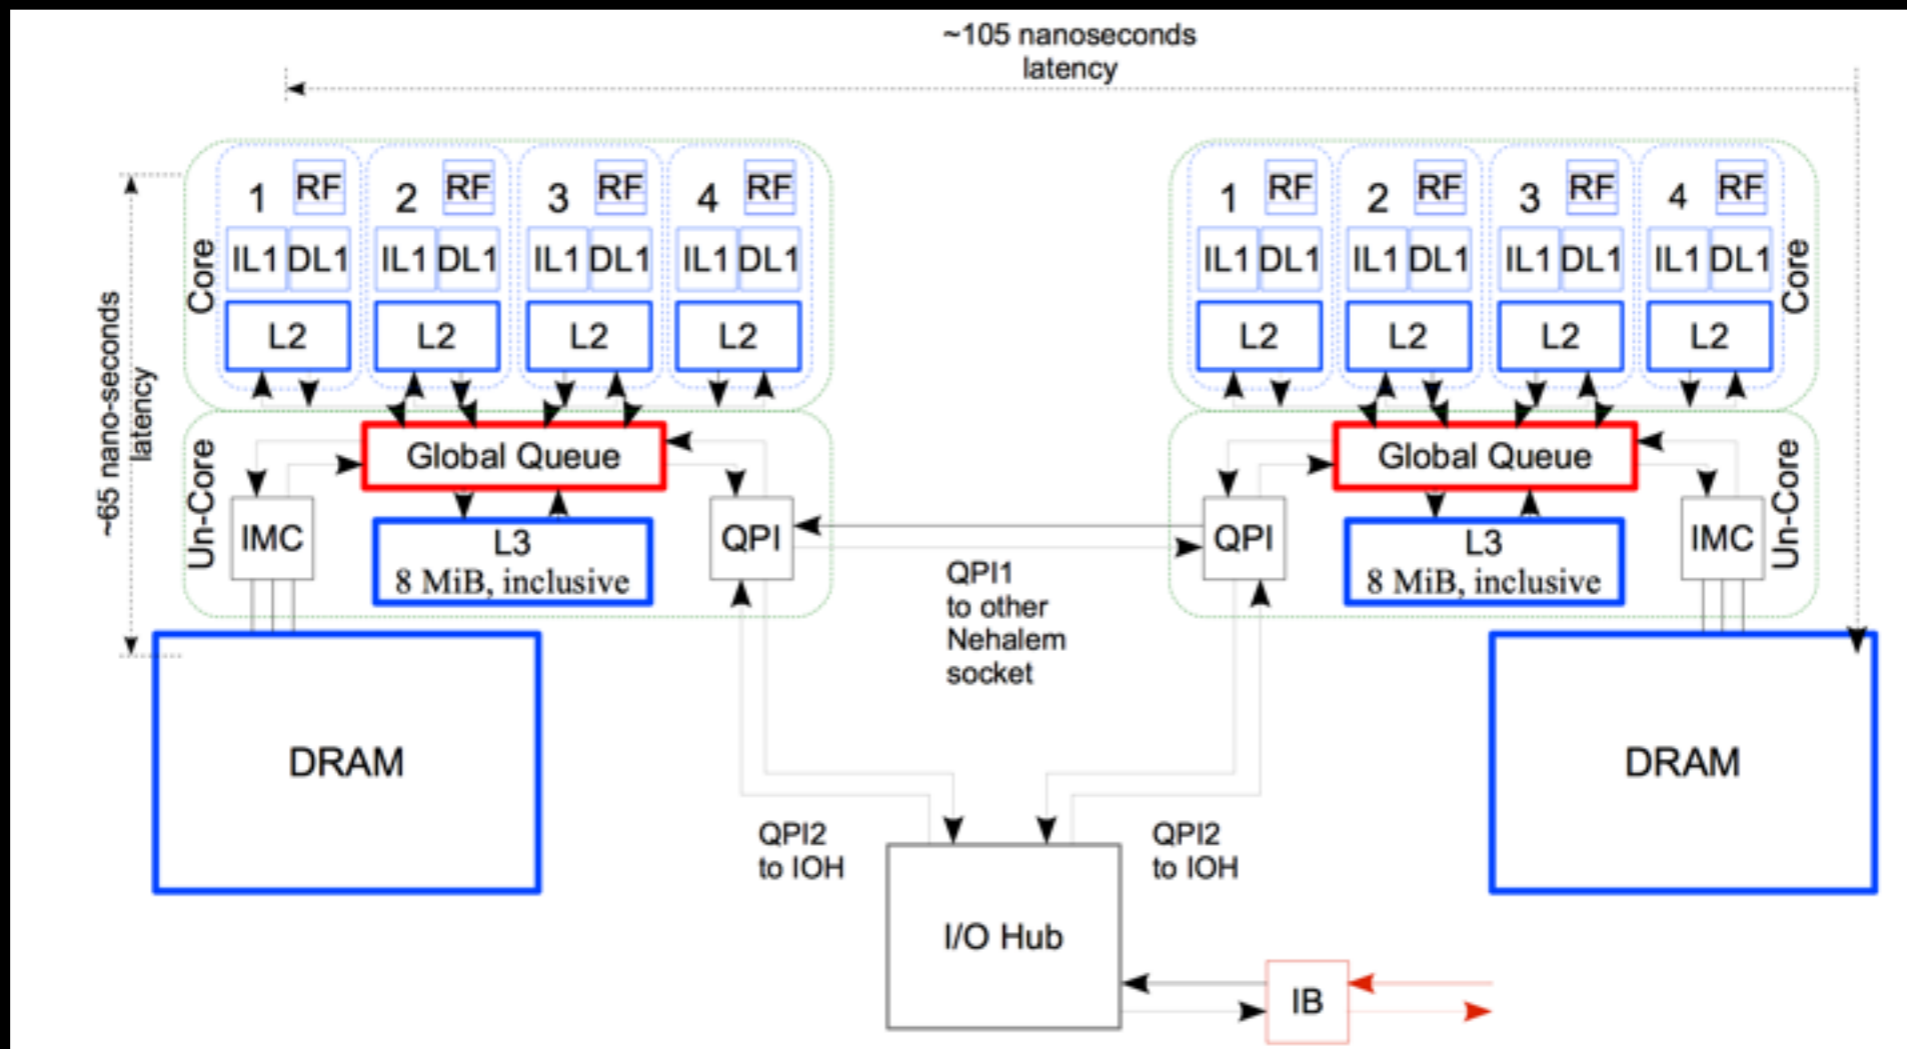 ~105 nanoseconds
latency
1 RF 2 RF 3 RF 4 RF
IL1 DL1 IL1 DL1 IL1 DL1 IL1 DL1
L2 L2 L2 L2
Core
1 RF 2 RF 3 RF 4 RF
IL1 DL1 IL1 DL1 IL1 DL1 IL1 DL1
L2 L2 L2 L2
Core
~65 nano-seconds
latency
Un-Core
Global Queue
IMC
L3
8 MiB, inclusive
QPI
QPI1
to other
Nehalem
socket
Global Queue
QPI
L3
8 MiB, inclusive
IMC
Un-Core
DRAM
DRAM
QPI2
to IOH
QPI2
to IOH
I/O Hub
IB